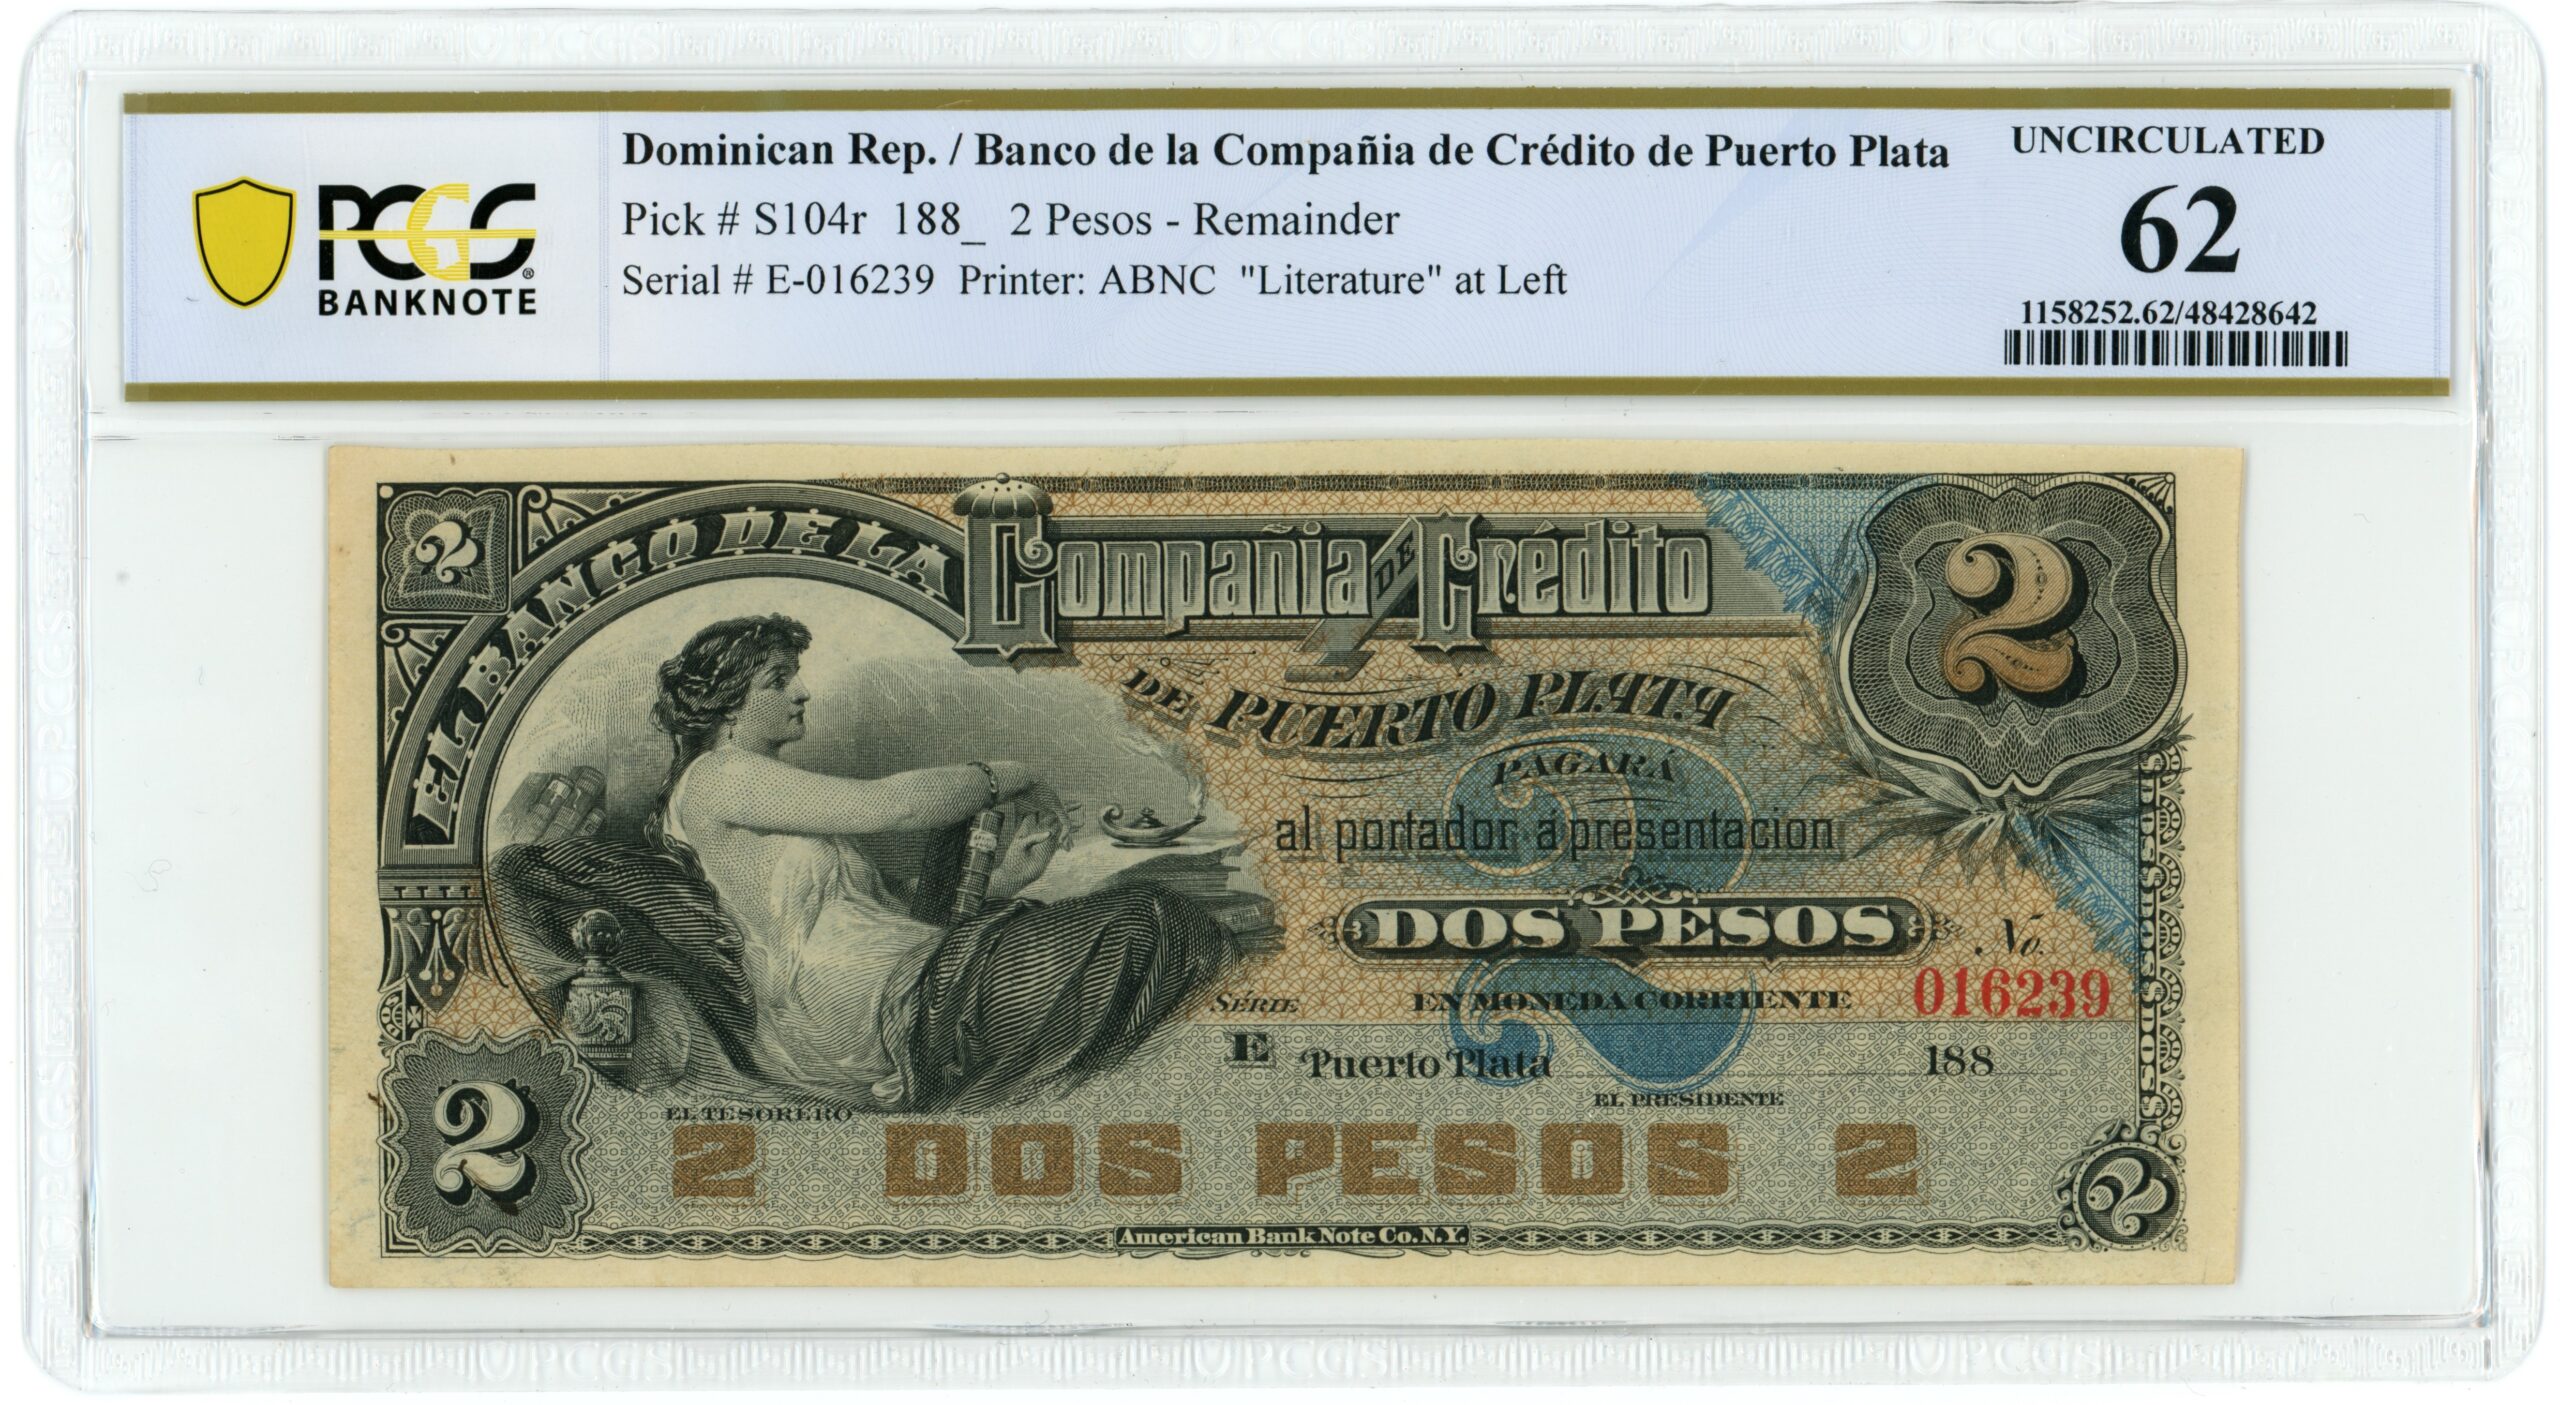 PCGS
BANKNOTE
Dominican Rep. / Banco de la Compañia de Crédito de Puerto Plata
Pick # S104r 188_ 2 Pesos - Remainder
Serial # E-016239 Printer: ABNC "Literature" at Left
UNCIRCULATED
62
1158252.62/48428642
2
EL BANCO DE LA
Compañia DE Crédito
2
DE PUERTO PLATA
PAGARÁ
al portador á presentacion
DOS PESOS
No.
016239
SÉRIE
EN MONEDA CORRIENTE
E
Puerto Plata
188
EL TESORERO
EL PRESIDENTE
2 DOS PESOS 2
2
2
American Bank Note Co. N.Y.